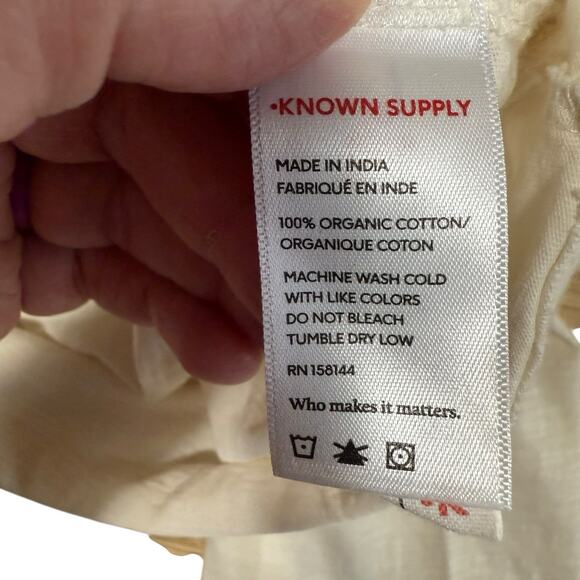 •KNOWN SUPPLY
MADE IN INDIA
FABRIQUÉ EN INDE
100% ORGANIC COTTON/
ORGANIQUE COTON
MACHINE WASH COLD
WITH LIKE COLORS
DO NOT BLEACH
TUMBLE DRY LOW
RN 158144
Who makes it matters.